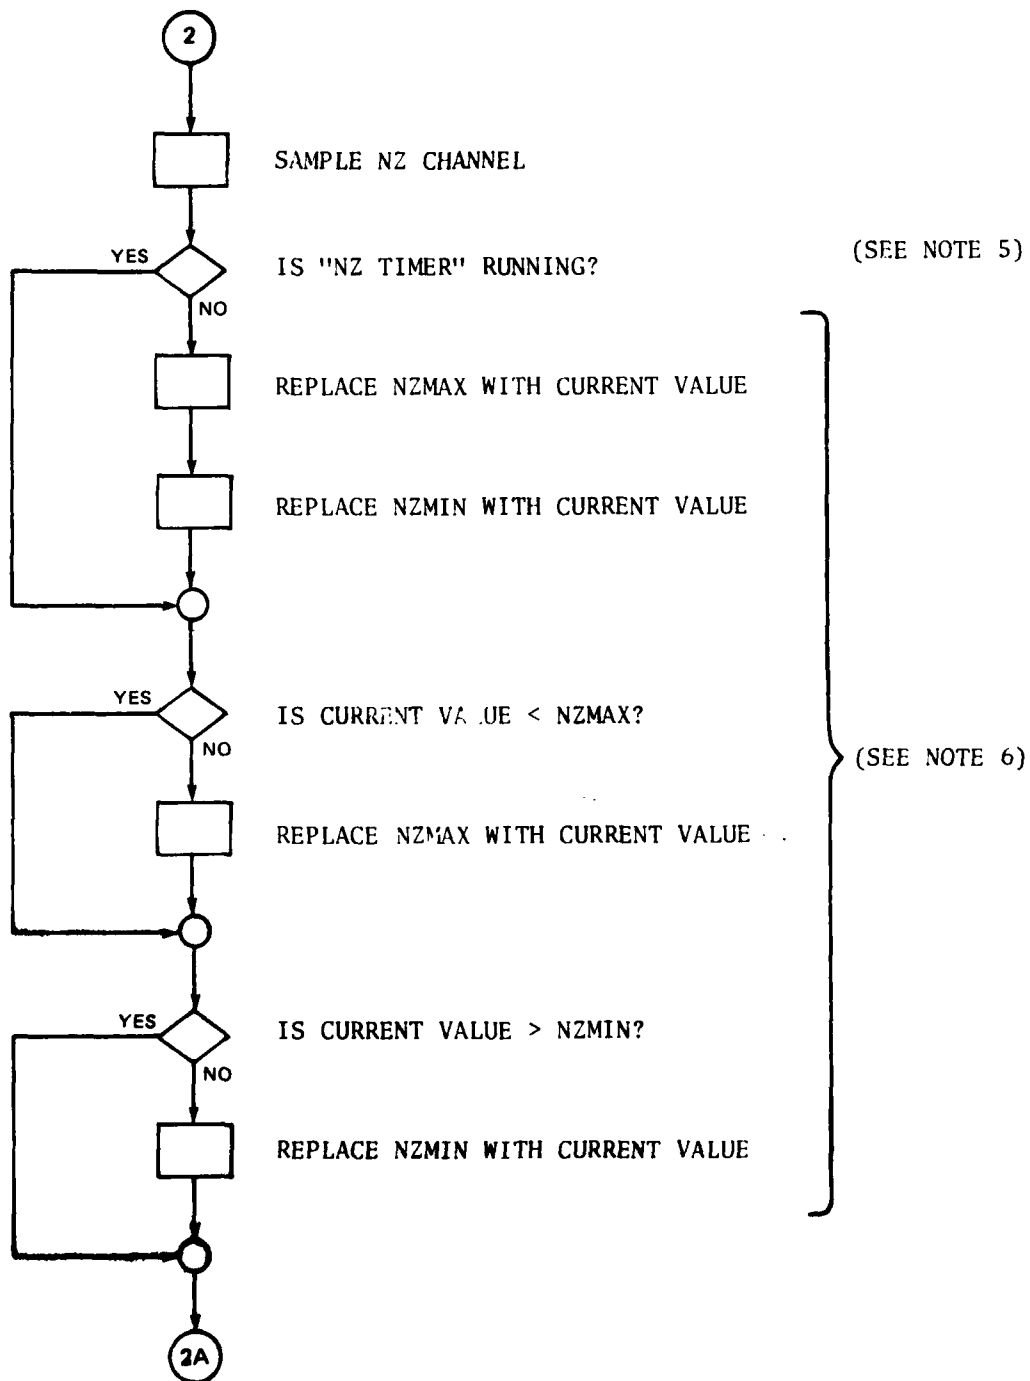 2
SAMPLE NZ CHANNEL
YES
IS "NZ TIMER" RUNNING?
(SEE NOTE 5)
NO
REPLACE NZMAX WITH CURRENT VALUE
REPLACE NZMIN WITH CURRENT VALUE
YES
IS CURRENT VALUE < NZMAX?
NO
(SEE NOTE 6)
REPLACE NZMAX WITH CURRENT VALUE
YES
IS CURRENT VALUE > NZMIN?
NO
REPLACE NZMIN WITH CURRENT VALUE
2A